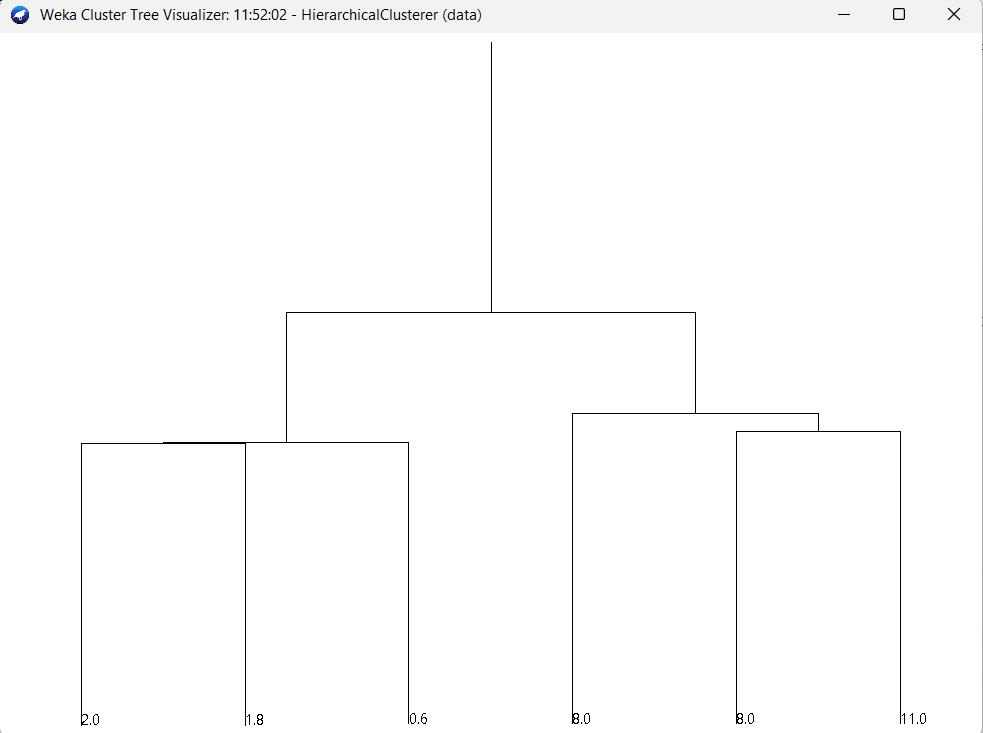 Weka Cluster Tree Visualizer: 11:52:02 - HierarchicalClusterer (data)
2.0 1.8 0.6 8.0 8.0 11.0